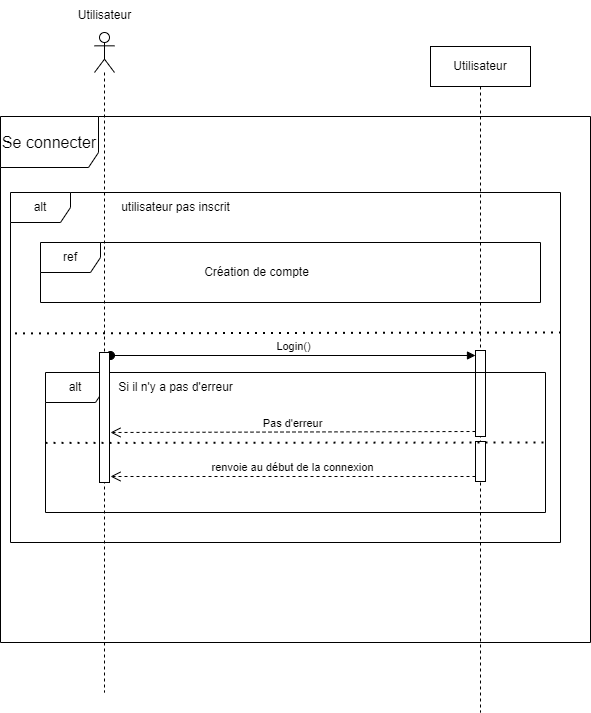 Utilisateur
Utilisateur
Se connecter
alt
utilisateur pas inscrit
ref
Création de compte
Login()
alt
Si il n'y a pas d'erreur
Pas d'erreur
renvoie au début de la connexion